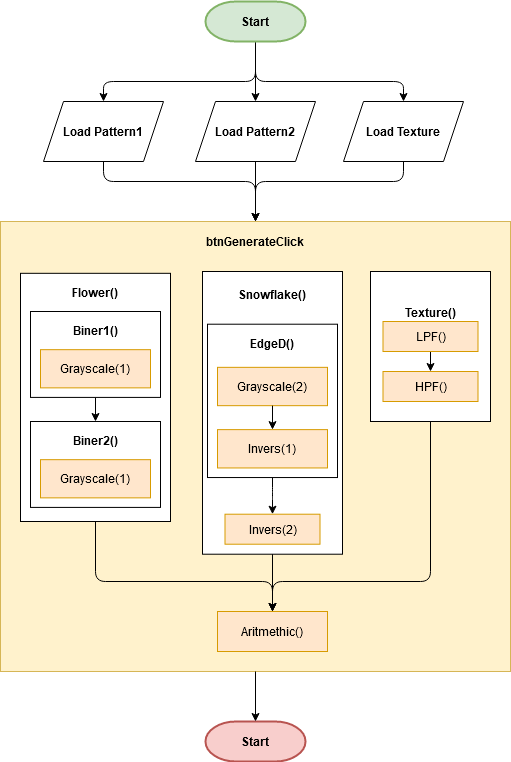 Start
Load Pattern1
Load Pattern2
Load Texture
btnGenerateClick
Flower()
Biner1()
Grayscale(1)
Biner2()
Grayscale(1)
Snowflake()
EdgeD()
Grayscale(2)
Invers(1)
Invers(2)
Texture()
LPF()
HPF()
Aritmethic()
Start